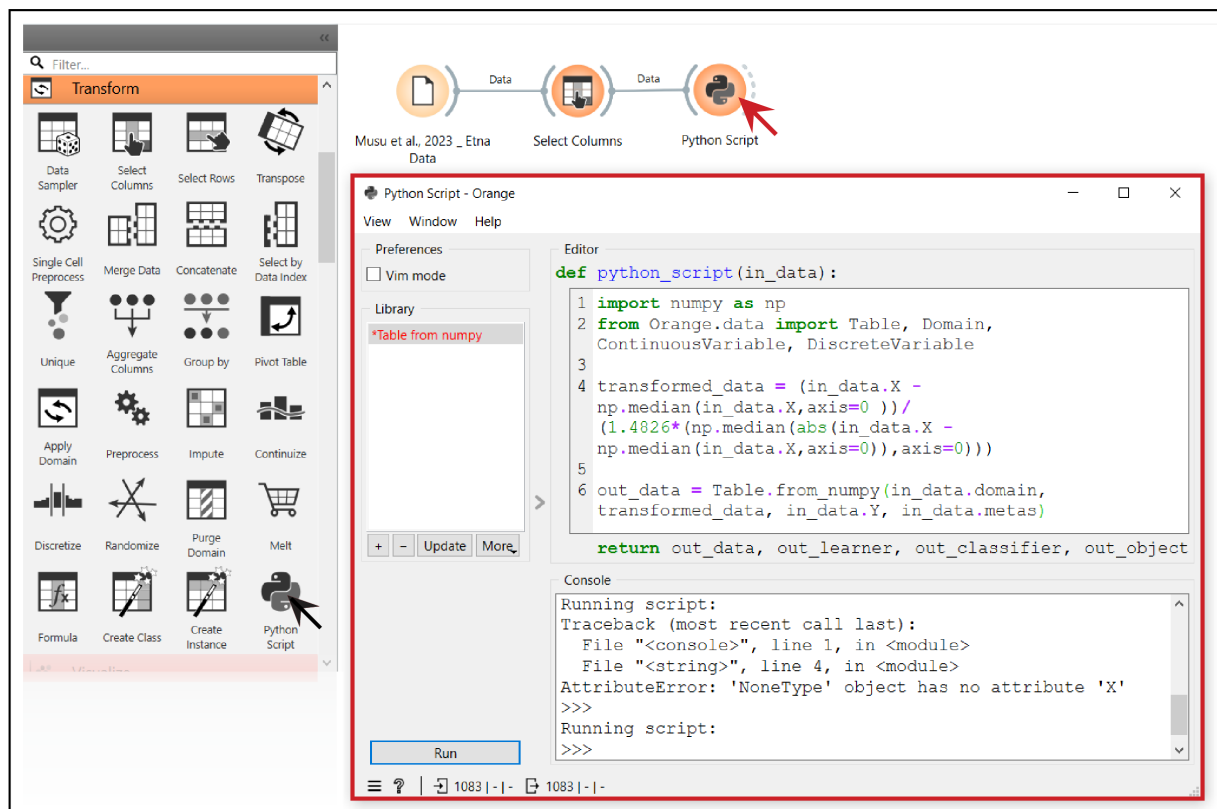 «
Filter...
Transform
Data
Sampler
Select
Columns
Select Rows
Transpose
Single Cell
Preprocess
Merge Data
Concatenate
Select by
Data Index
Unique
Aggregate
Columns
Group by
Pivot Table
Apply
Domain
Preprocess
Impute
Continuize
Discretize
Randomize
Purge
Domain
Melt
fx
Formula
Create Class
Create
Instance
Python
Script
Visualize
Data
Data
Musu et al., 2023 _ Etna
Data
Select Columns
Python Script
Python Script - Orange
View Window Help
Preferences
Vim mode
Library
*Table from numpy
+ − Update More
Run
Editor
def python_script(in_data):
1 import numpy as np
2 from Orange.data import Table, Domain,
ContinuousVariable, DiscreteVariable
3
4 transformed_data = (in_data.X -
np.median(in_data.X,axis=0 ))/
(1.4826*(np.median(abs(in_data.X -
np.median(in_data.X,axis=0)),axis=0)))
5
6 out_data = Table.from_numpy(in_data.domain,
transformed_data, in_data.Y, in_data.metas)
return out_data, out_learner, out_classifier, out_object
Console
Running script:
Traceback (most recent call last):
File "<console>", line 1, in <module>
File "<string>", line 4, in <module>
AttributeError: 'NoneType' object has no attribute 'X'
>>>
Running script:
>>>
? | 1083 | - | - 1083 | - | -